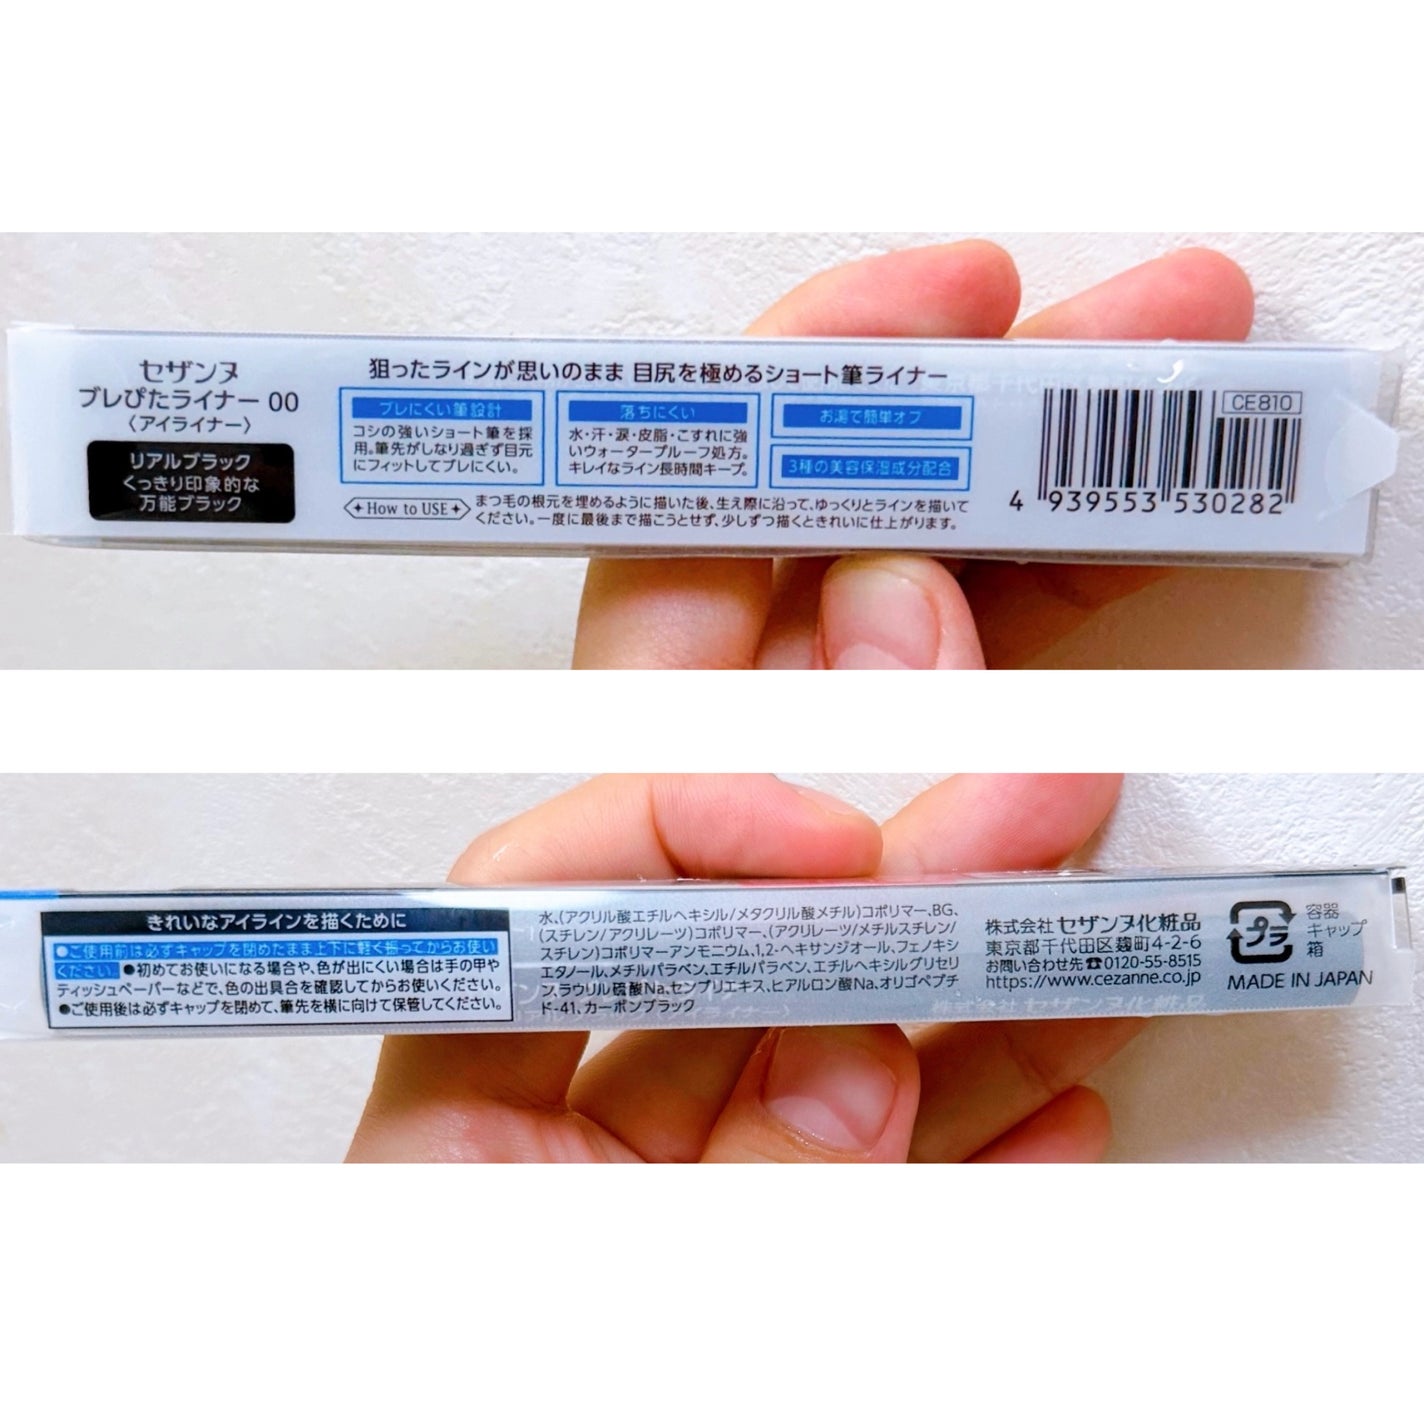 セザンヌ
ブレぴたライナー 00
〈アイライナー〉
リアルブラック
くっきり印象的な
万能ブラック
狙ったラインが思いのまま 目尻を極めるショート筆ライナー
ブレにくい筆設計
コシの強いショート筆を採
用。筆先がしなり過ぎず目元
にフィットしてブレにくい。
落ちにくい
水・汗・涙・皮脂・こすれに強
いウォータープルーフ処方。
キレイなライン長時間キープ。
お湯で簡単オフ
3種の美容保湿成分配合
How to USE
まつ毛の根元を埋めるように描いた後、生え際に沿って、ゆっくりとラインを描いて
ください。一度に最後まで描こうとせず、少しずつ描くときれいに仕上がります。
CE810
4 939553 530282
きれいなアイラインを描くために
●ご使用前は必ずキャップを閉めたまま上下に軽く振ってからお使い
ください。●初めてお使いになる場合や、色が出にくい場合は手の甲や
ティッシュペーパーなどで、色の出具合を確認してからお使いください。
●ご使用後は必ずキャップを閉めて、筆先を横に向けて保管してください。
水、(アクリル酸エチルヘキシル/メタクリル酸メチル)コポリマー、BG、
(スチレン/アクリレーツ)コポリマー、(アクリレーツ/メチルスチレン/
スチレン)コポリマーアンモニウム、1,2-ヘキサンジオール、フェノキシ
エタノール、メチルパラベン、エチルパラベン、エチルヘキシルグリセリ
ン、ラウリル硫酸Na、センブリエキス、ヒアルロン酸Na、オリゴペプチ
ド-41、カーボンブラック
株式会社 セザンヌ化粧品
東京都千代田区麹町4-2-6
お問い合わせ先☎0120-55-8515
https://www.cezanne.co.jp
プラ
容器
キャップ
箱
MADE IN JAPAN